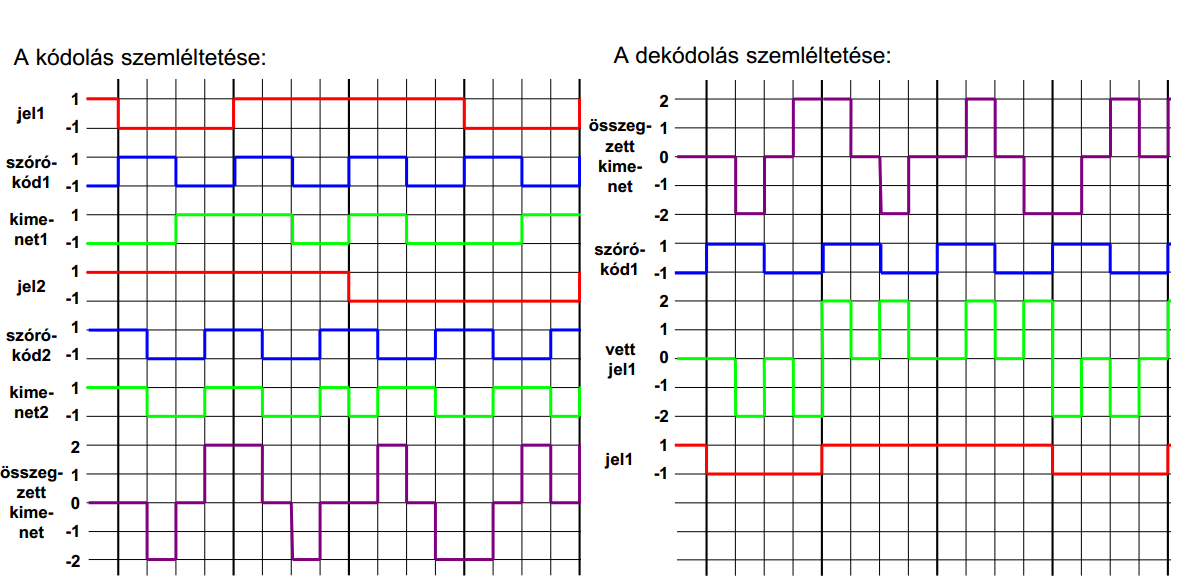 A kódolás szemléltetése:
jel1
1
-1
szóró-
kód1
1
-1
kime-
net1
1
-1
jel2
1
-1
szóró-
kód2
1
-1
kime-
net2
1
-1
összeg-
zett
kime-
net
2
1
0
-1
-2
A dekódolás szemléltetése:
összeg-
zett
kime-
net
2
1
0
-1
-2
szóró-
kód1
1
-1
vett
jel1
2
1
0
-1
-2
jel1
1
-1